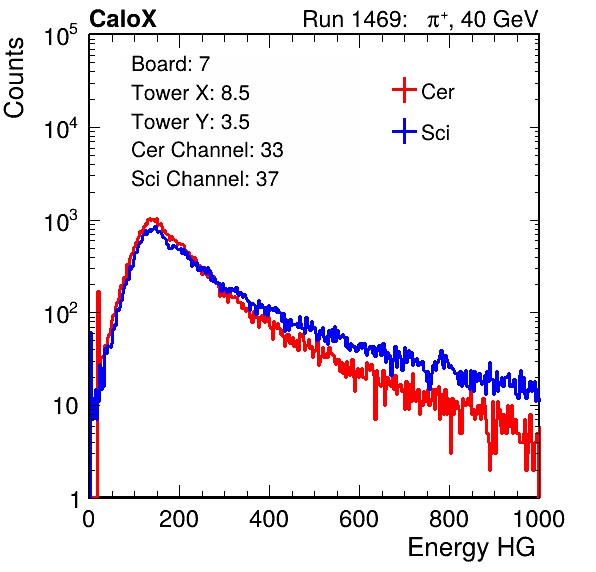 CaloX Run 1469: π⁺, 40 GeV
Board: 7
Tower X: 8.5
Tower Y: 3.5
Cer Channel: 33
Sci Channel: 37
Cer
Sci
Counts
10⁵
10⁴
10³
10²
10
1
0 200 400 600 800 1000
Energy HG